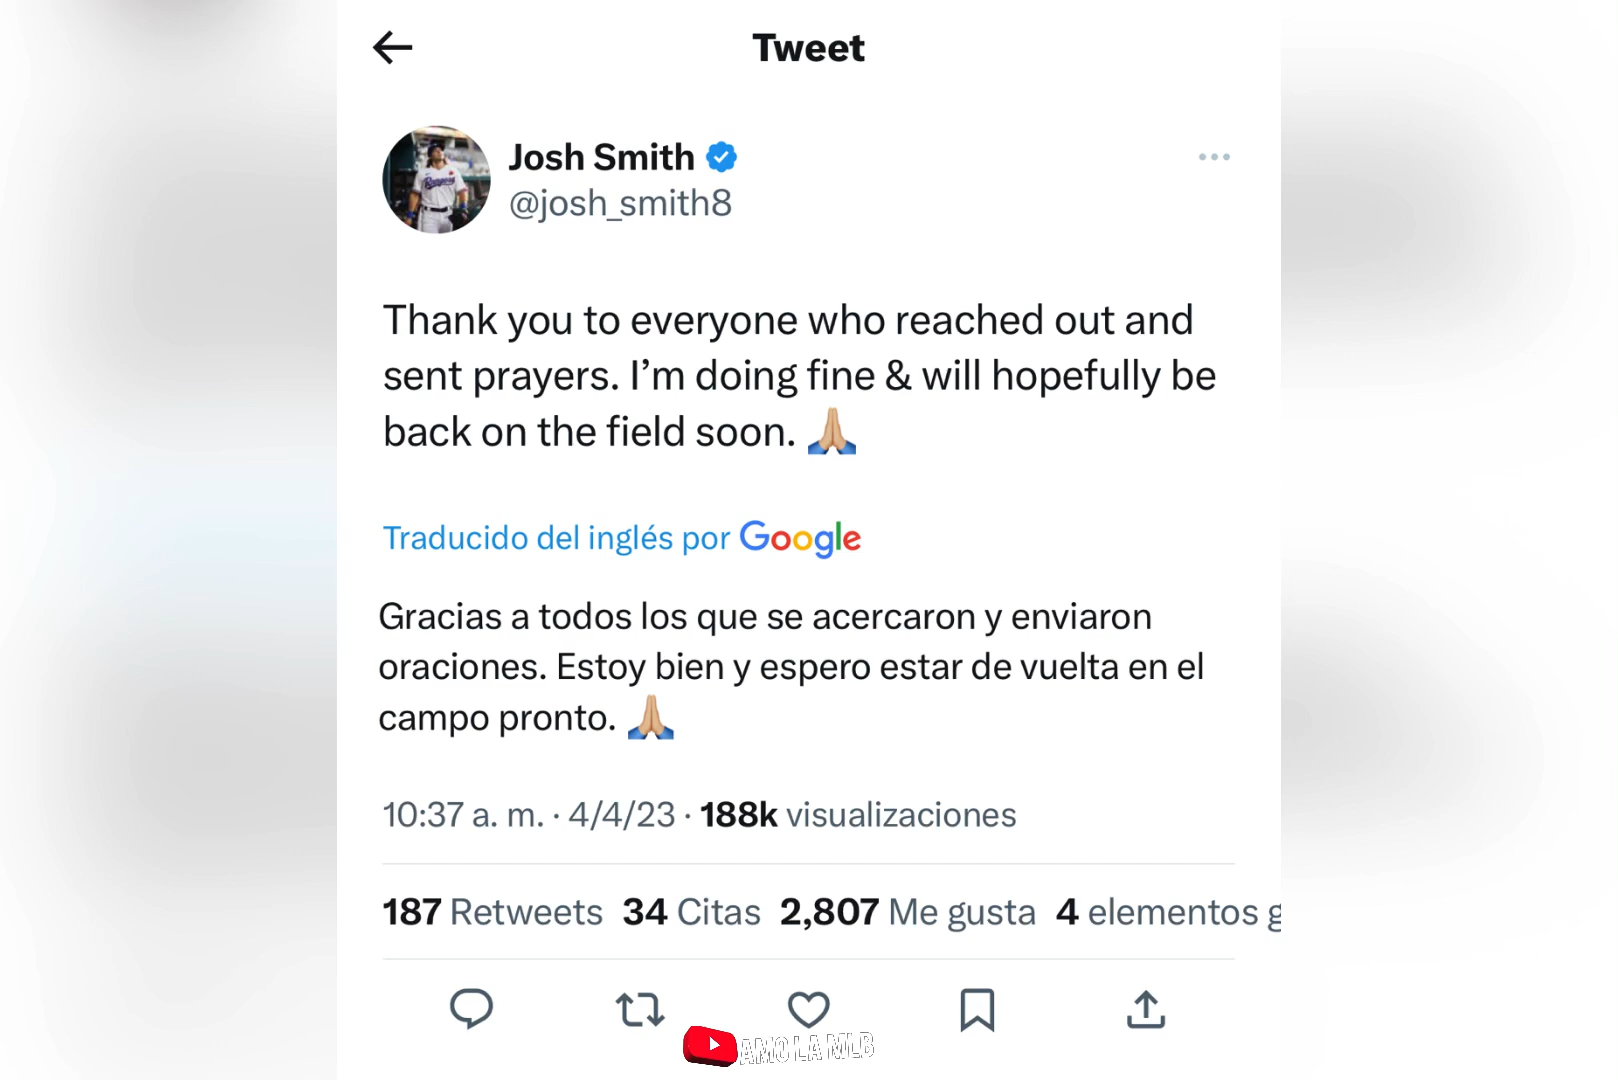 Tweet
Josh Smith
@josh_smith8
Thank you to everyone who reached out and
sent prayers. I’m doing fine & will hopefully be
back on the field soon. 🙏🏼
Traducido del inglés por Google
Gracias a todos los que se acercaron y enviaron
oraciones. Estoy bien y espero estar de vuelta en el
campo pronto. 🙏🏼
10:37 a. m. · 4/4/23 · 188k visualizaciones
187 Retweets 34 Citas 2,807 Me gusta 4 elementos g
AMO LA MLB